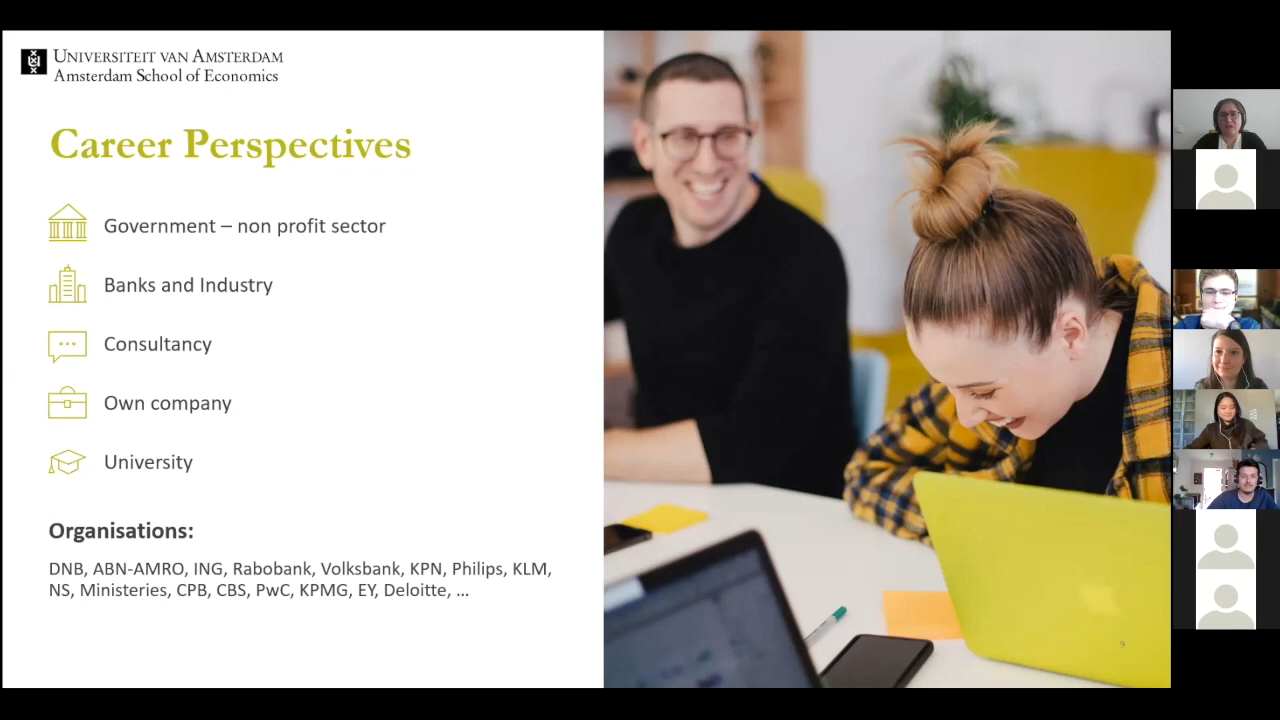 UNIVERSITEIT VAN AMSTERDAM
Amsterdam School of Economics
Career Perspectives
Government – non profit sector
Banks and Industry
Consultancy
Own company
University
Organisations:
DNB, ABN-AMRO, ING, Rabobank, Volksbank, KPN, Philips, KLM,
NS, Ministeries, CPB, CBS, PwC, KPMG, EY, Deloitte, ...
9